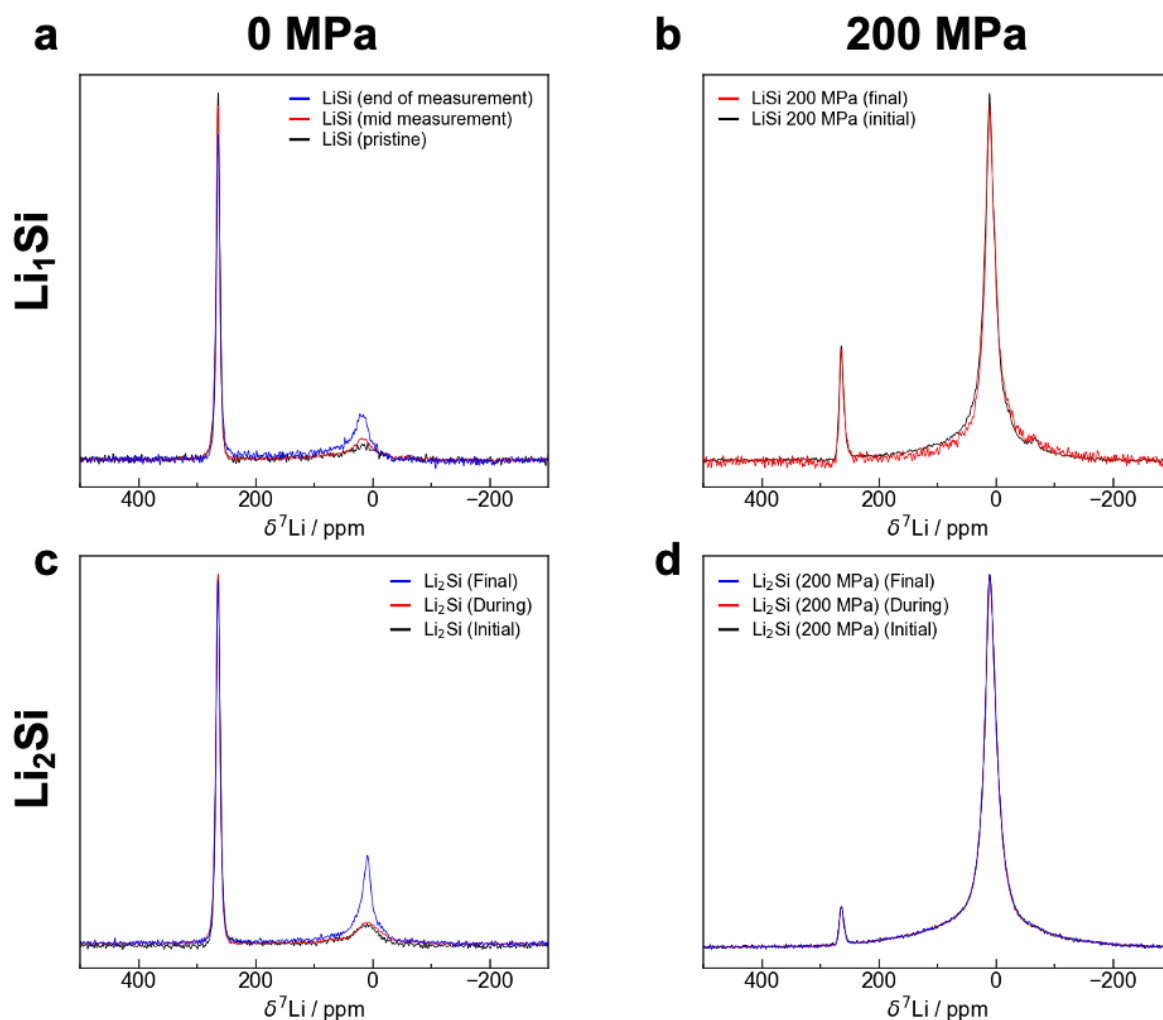 a
0 MPa
b
200 MPa
Li₁Si
LiSi (end of measurement)
LiSi (mid measurement)
LiSi (pristine)
400
200
0
−200
δ⁷Li / ppm
LiSi 200 MPa (final)
LiSi 200 MPa (initial)
400
200
0
−200
δ⁷Li / ppm
Li₂Si
c
Li₂Si (Final)
Li₂Si (During)
Li₂Si (Initial)
400
200
0
−200
δ⁷Li / ppm
d
Li₂Si (200 MPa) (Final)
Li₂Si (200 MPa) (During)
Li₂Si (200 MPa) (Initial)
400
200
0
−200
δ⁷Li / ppm